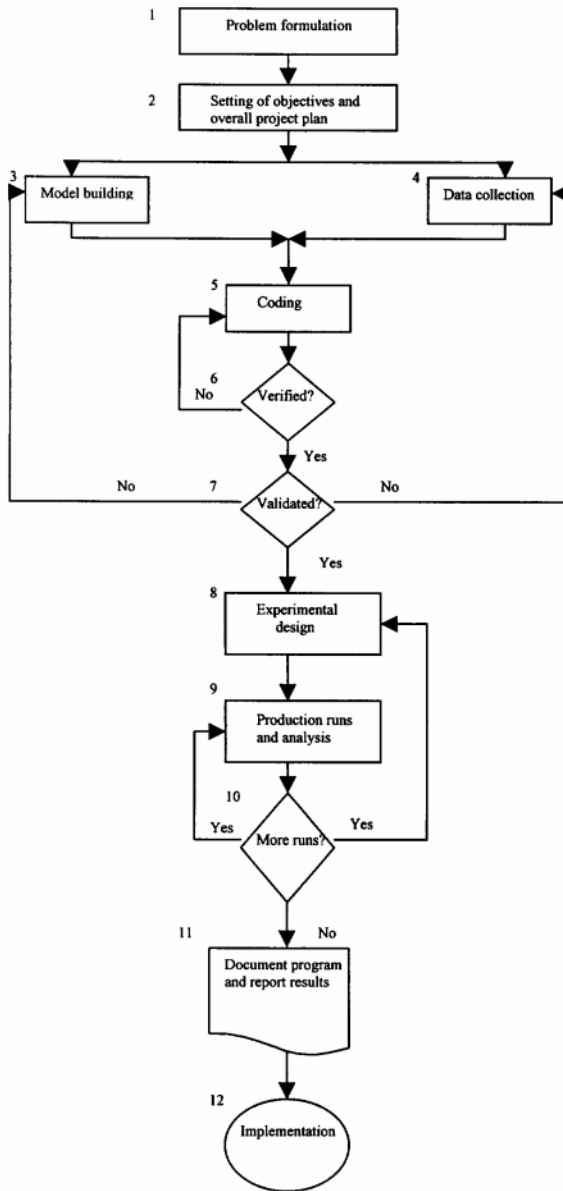 1
Problem formulation
2
Setting of objectives and
overall project plan
3
Model building
4
Data collection
5
Coding
6
No
Verified?
Yes
No
7
Validated?
No
Yes
8
Experimental
design
9
Production runs
and analysis
10
Yes
More runs?
Yes
No
11
Document program
and report results
12
Implementation